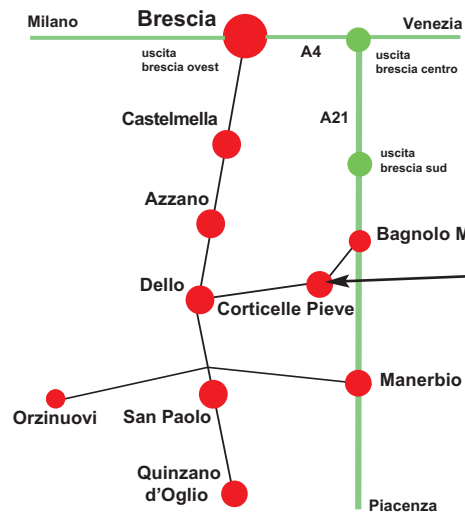 Milano
Brescia
Venezia
uscita
brescia ovest
A4
uscita
brescia centro
Castelmella
A21
uscita
brescia sud
Azzano
Bagnolo M
Dello
Corticelle Pieve
Manerbio
Orzinuovi
San Paolo
Quinzano
d'Oglio
Piacenza